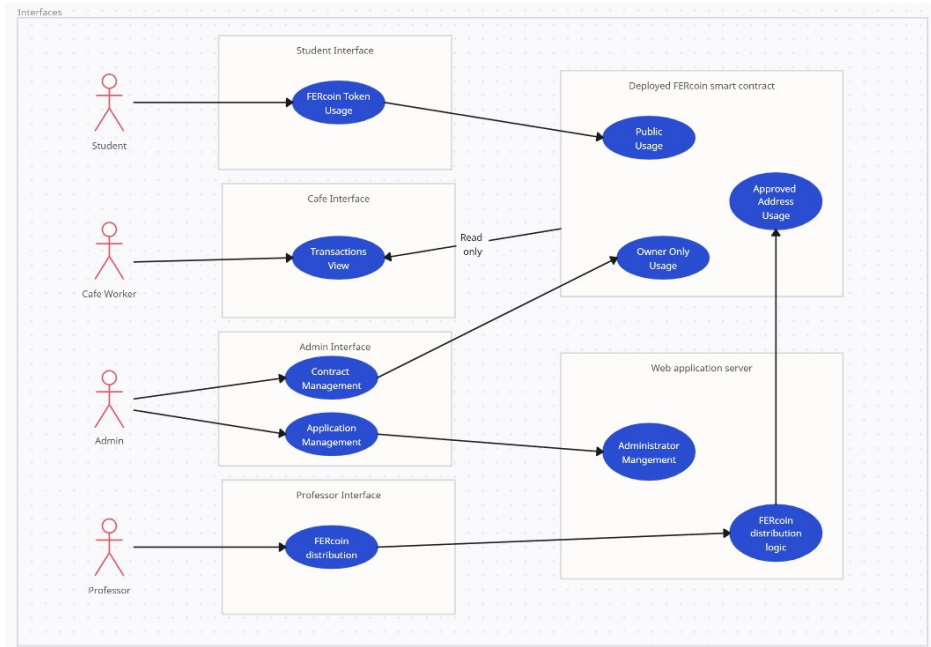 Interfaces
Student Interface
FERcoin Token
Usage
Student
Deployed FERcoin smart contract
Public
Usage
Approved
Address
Usage
Owner Only
Usage
Cafe Interface
Transactions
View
Read
only
Cafe Worker
Admin Interface
Contract
Management
Application
Management
Admin
Web application server
Administrator
Mangement
FERcoin
distribution
logic
Professor Interface
FERcoin
distribution
Professor